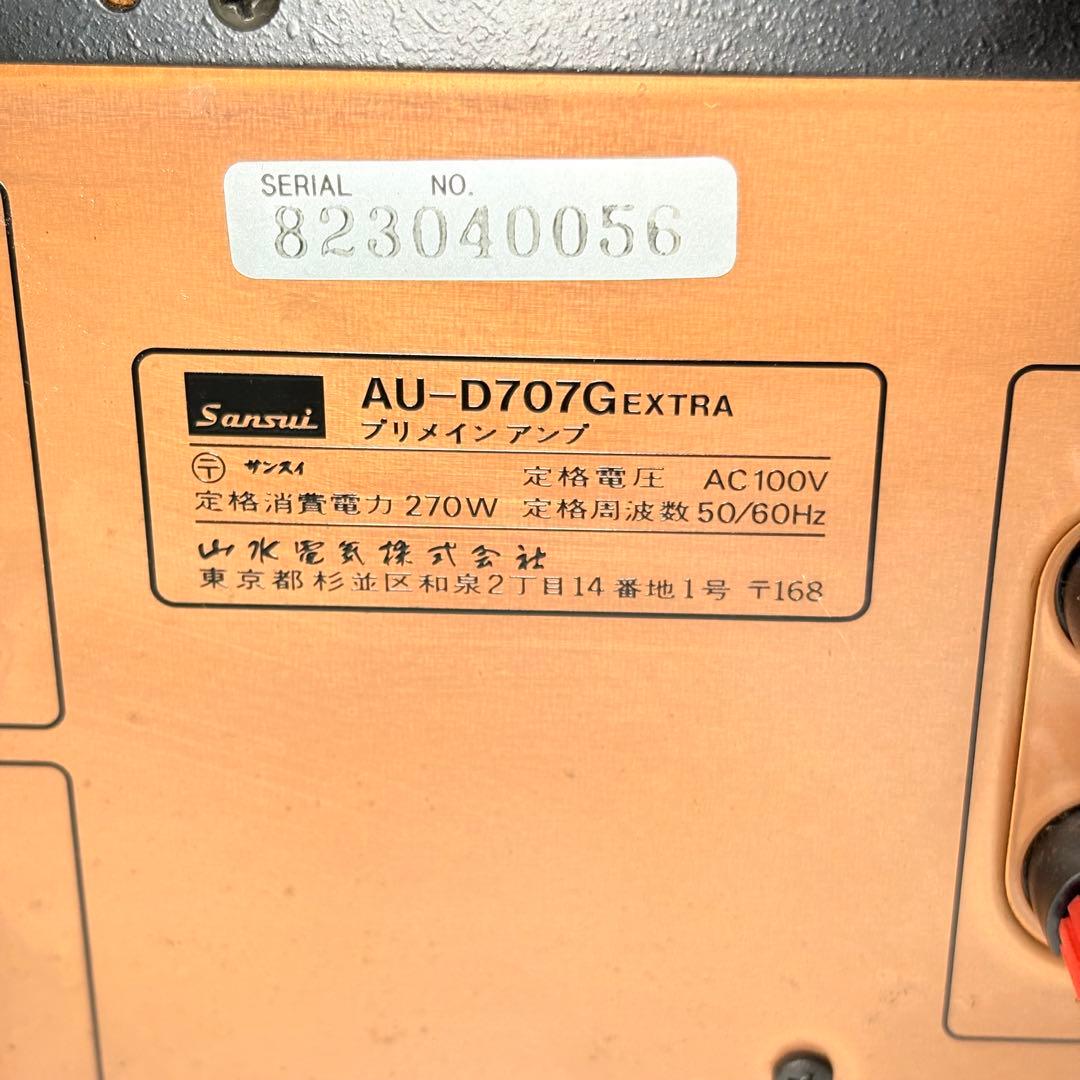 SERIAL NO.
823040056
Sansui AU-D707G EXTRA
プリメインアンプ
〒 サンスイ 定格電圧 AC100V
定格消費電力 270W 定格周波数 50/60Hz
山水電気株式会社
東京都杉並区和泉2丁目14番地1号 〒168